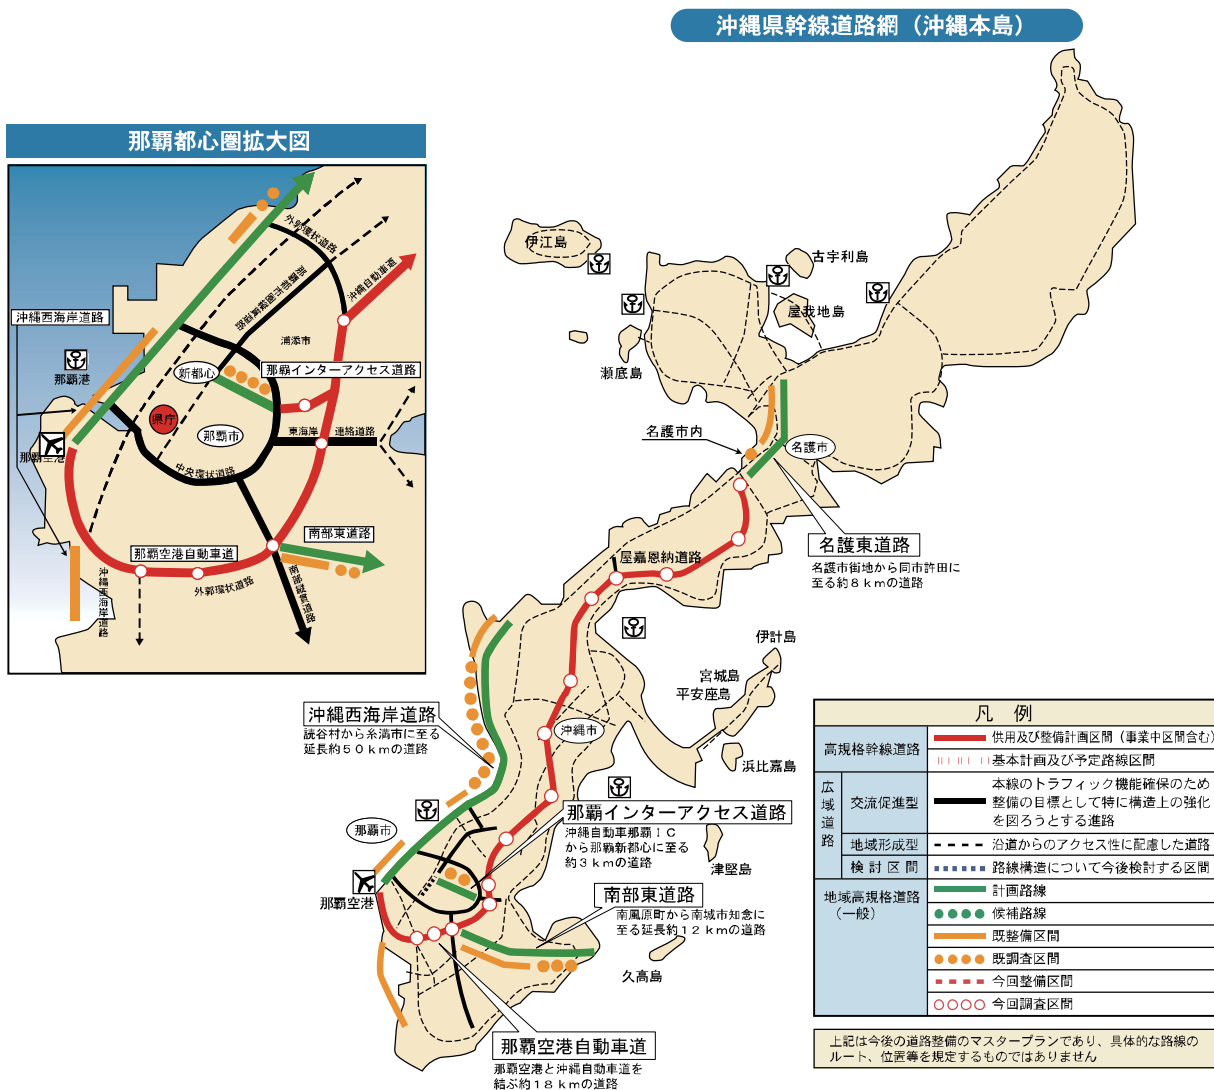 沖縄県幹線道路網（沖縄本島）
那覇都心圏拡大図
外郭環状道路
沖縄自動車道
那覇都市圏縦貫道路
浦添市
沖縄西海岸道路
那覇港
新都心
那覇インターアクセス道路
県庁
那覇市
東海岸 連絡道路
那覇空港
中央環状道路
南部東道路
那覇空港自動車道
外郭環状道路
南部縦貫道路
沖縄西海岸道路
伊江島
古宇利島
屋我地島
瀬底島
名護市内
名護市
名護東道路
名護市街地から同市許田に
至る約８ｋｍの道路
屋嘉恩納道路
伊計島
宮城島
平安座島
浜比嘉島
沖縄市
沖縄西海岸道路
読谷村から糸満市に至る
延長約５０ｋｍの道路
那覇市
那覇インターアクセス道路
沖縄自動車那覇ＩＣ
から那覇新都心に至る
約３ｋｍの道路
津堅島
那覇空港
南部東道路
南風原町から南城市知念に
至る延長約１２ｋｍの道路
久高島
那覇空港自動車道
那覇空港と沖縄自動車道を
結ぶ約１８ｋｍの道路
凡 例
高規格幹線道路
供用及び整備計画区間（事業中区間含む）
基本計画及び予定路線区間
広域道路
交流促進型
本線のトラフィック機能確保のため
整備の目標として特に構造上の強化
を図ろうとする進路
地域形成型
沿道からのアクセス性に配慮した道路
検討区間
路線構造について今後検討する区間
地域高規格道路
（一般）
計画路線
候補路線
既整備区間
既調査区間
今回整備区間
今回調査区間
上記は今後の道路整備のマスタープランであり、具体的な路線の
ルート、位置等を規定するものではありません